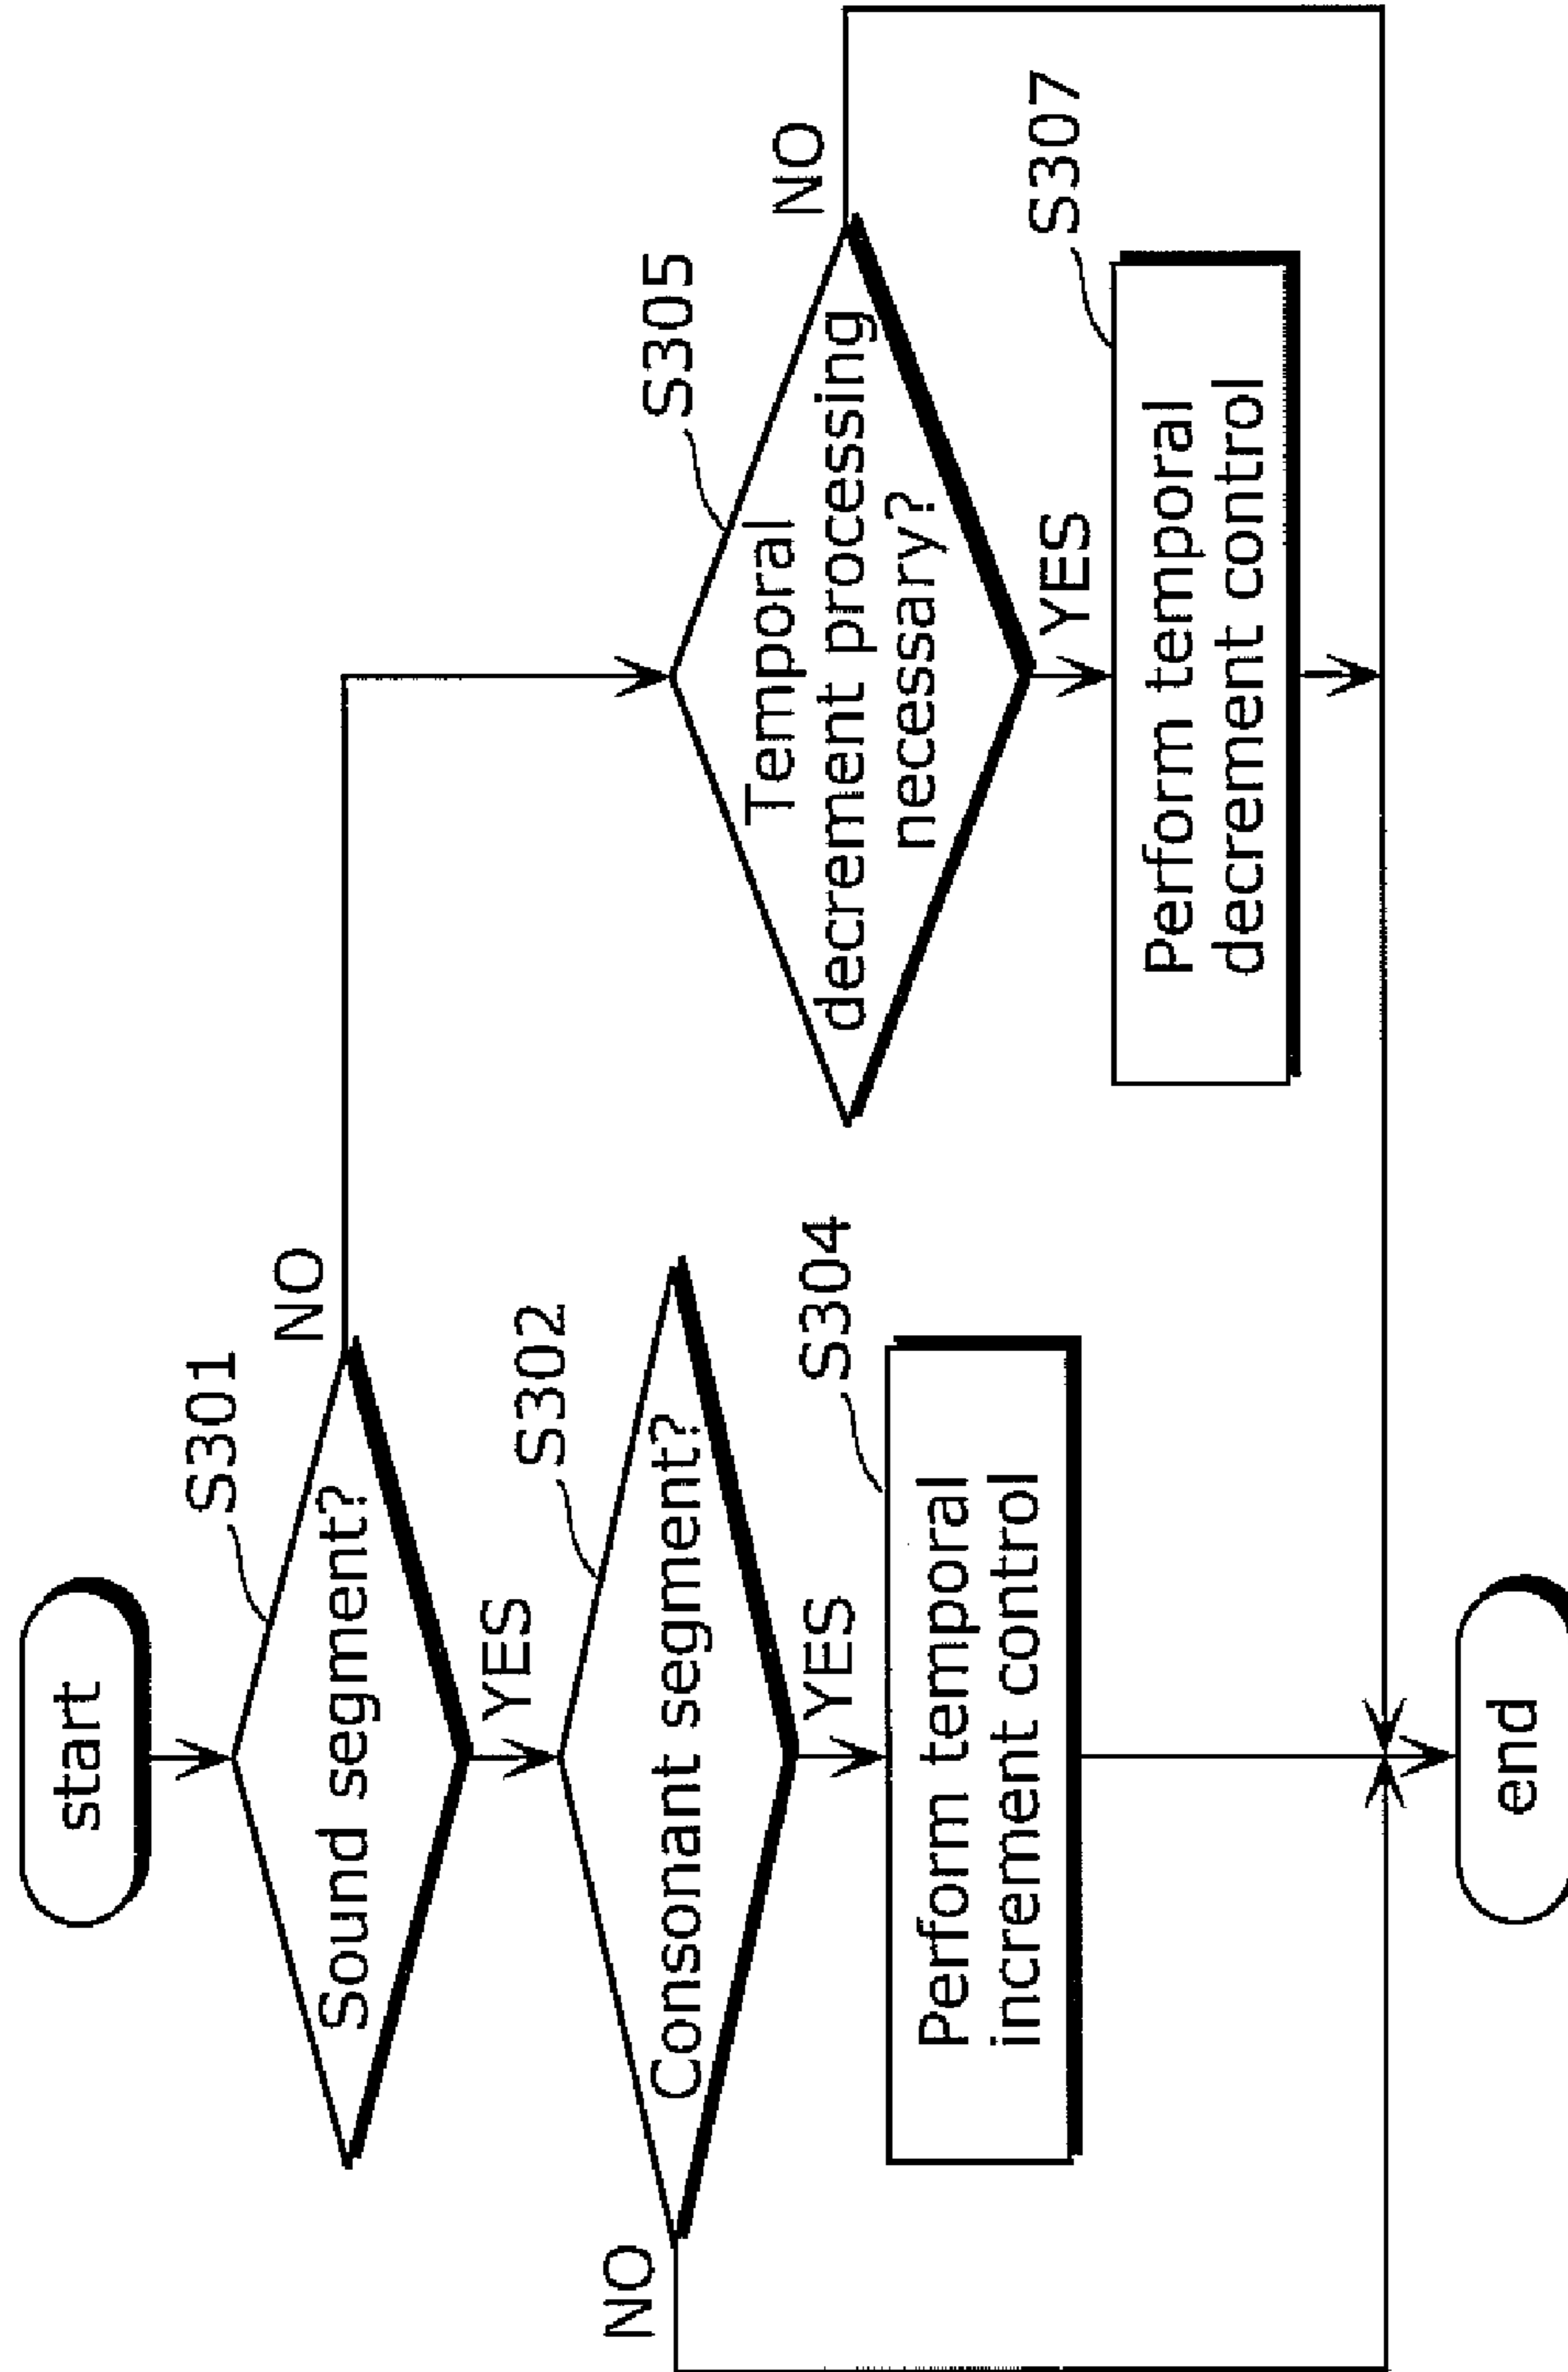 start
S301
Sound segment?
NO
YES
S302
Consonant segment?
NO
YES
S304
Perform temporal
increment control
S305
Temporal
decrement processing
necessary?
NO
YES
S307
Perform temporal
decrement control
end